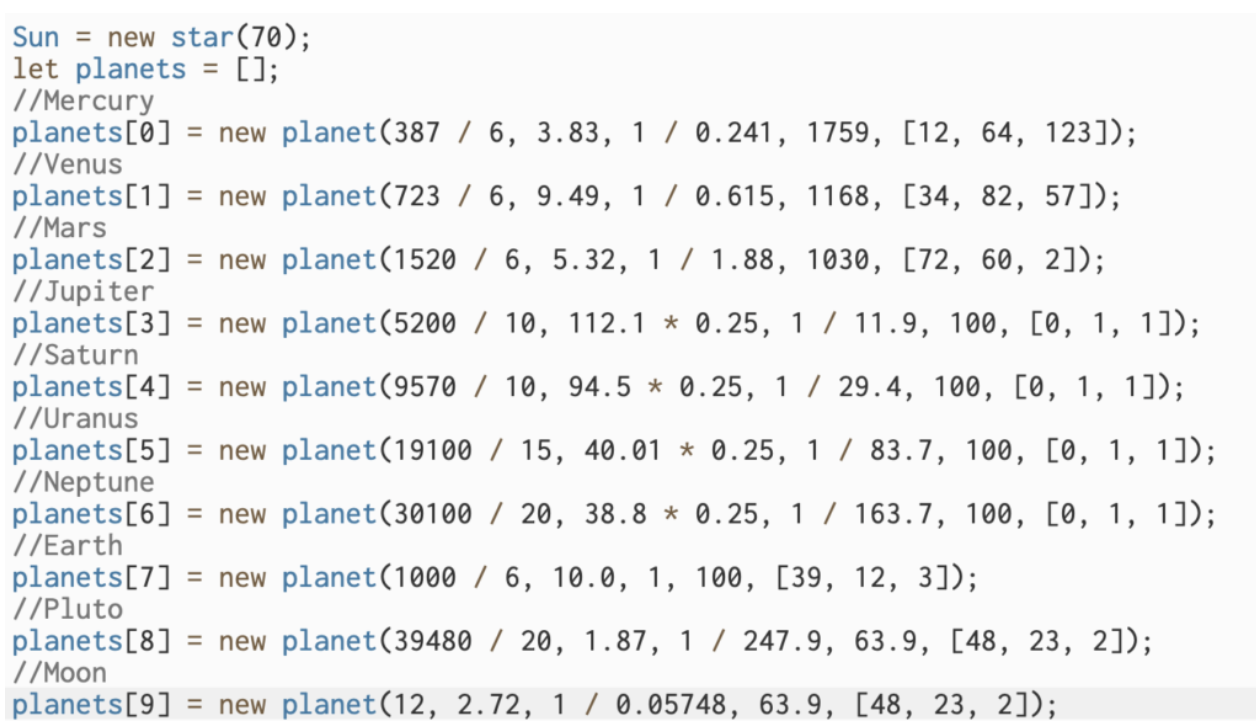 Sun = new star(70);
let planets = [];
//Mercury
planets[0] = new planet(387 / 6, 3.83, 1 / 0.241, 1759, [12, 64, 123]);
//Venus
planets[1] = new planet(723 / 6, 9.49, 1 / 0.615, 1168, [34, 82, 57]);
//Mars
planets[2] = new planet(1520 / 6, 5.32, 1 / 1.88, 1030, [72, 60, 2]);
//Jupiter
planets[3] = new planet(5200 / 10, 112.1 * 0.25, 1 / 11.9, 100, [0, 1, 1]);
//Saturn
planets[4] = new planet(9570 / 10, 94.5 * 0.25, 1 / 29.4, 100, [0, 1, 1]);
//Uranus
planets[5] = new planet(19100 / 15, 40.01 * 0.25, 1 / 83.7, 100, [0, 1, 1]);
//Neptune
planets[6] = new planet(30100 / 20, 38.8 * 0.25, 1 / 163.7, 100, [0, 1, 1]);
//Earth
planets[7] = new planet(1000 / 6, 10.0, 1, 100, [39, 12, 3]);
//Pluto
planets[8] = new planet(39480 / 20, 1.87, 1 / 247.9, 63.9, [48, 23, 2]);
//Moon
planets[9] = new planet(12, 2.72, 1 / 0.05748, 63.9, [48, 23, 2]);